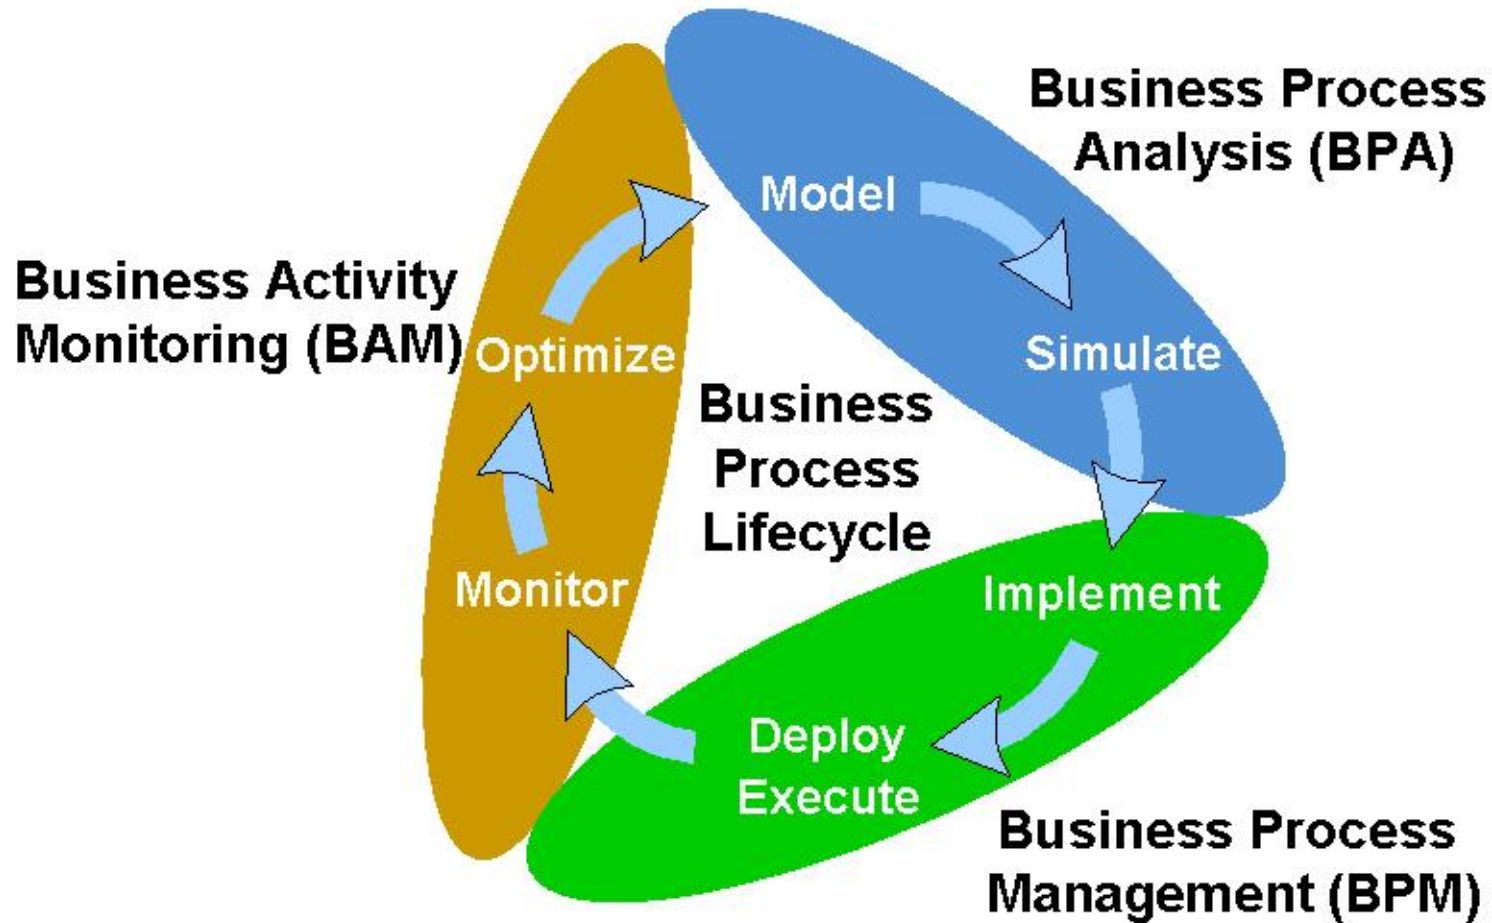 Business Process
Analysis (BPA)
Model
Business Activity
Monitoring (BAM)
Optimize
Simulate
Business
Process
Lifecycle
Monitor
Implement
Deploy
Execute
Business Process
Management (BPM)